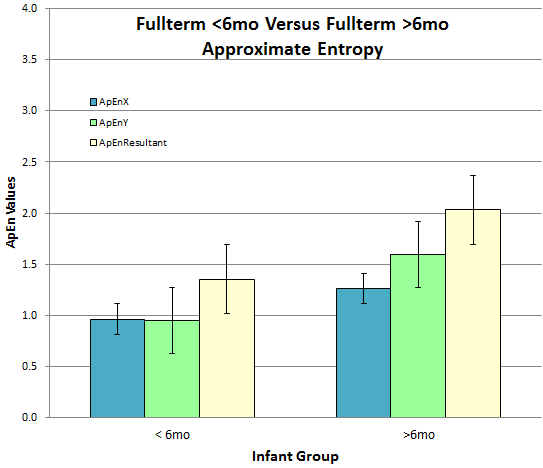 Fullterm <6mo Versus Fullterm >6mo
Approximate Entropy
4.0
3.5
3.0
2.5
2.0
1.5
1.0
0.5
0.0
ApEn Values
ApEnX
ApEnY
ApEnResultant
< 6mo
>6mo
Infant Group